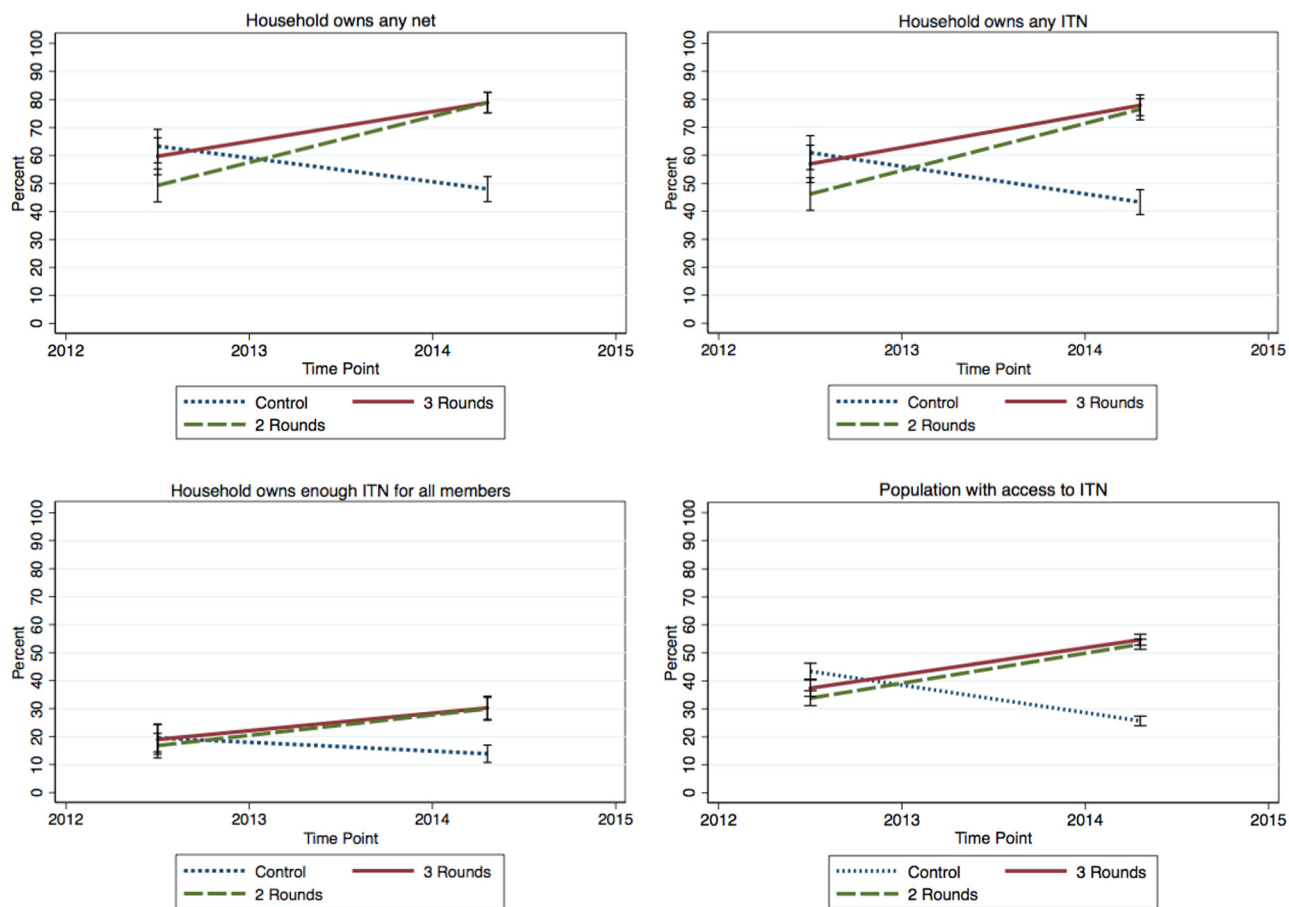 Household owns any net
Percent
100
90
80
70
60
50
40
30
20
10
0
2012 2013 2014 2015
Time Point
Control 3 Rounds
2 Rounds
Household owns any ITN
Percent
100
90
80
70
60
50
40
30
20
10
0
2012 2013 2014 2015
Time Point
Control 3 Rounds
2 Rounds
Household owns enough ITN for all members
Percent
100
90
80
70
60
50
40
30
20
10
0
2012 2013 2014 2015
Time Point
Control 3 Rounds
2 Rounds
Population with access to ITN
Percent
100
90
80
70
60
50
40
30
20
10
0
2012 2013 2014 2015
Time Point
Control 3 Rounds
2 Rounds